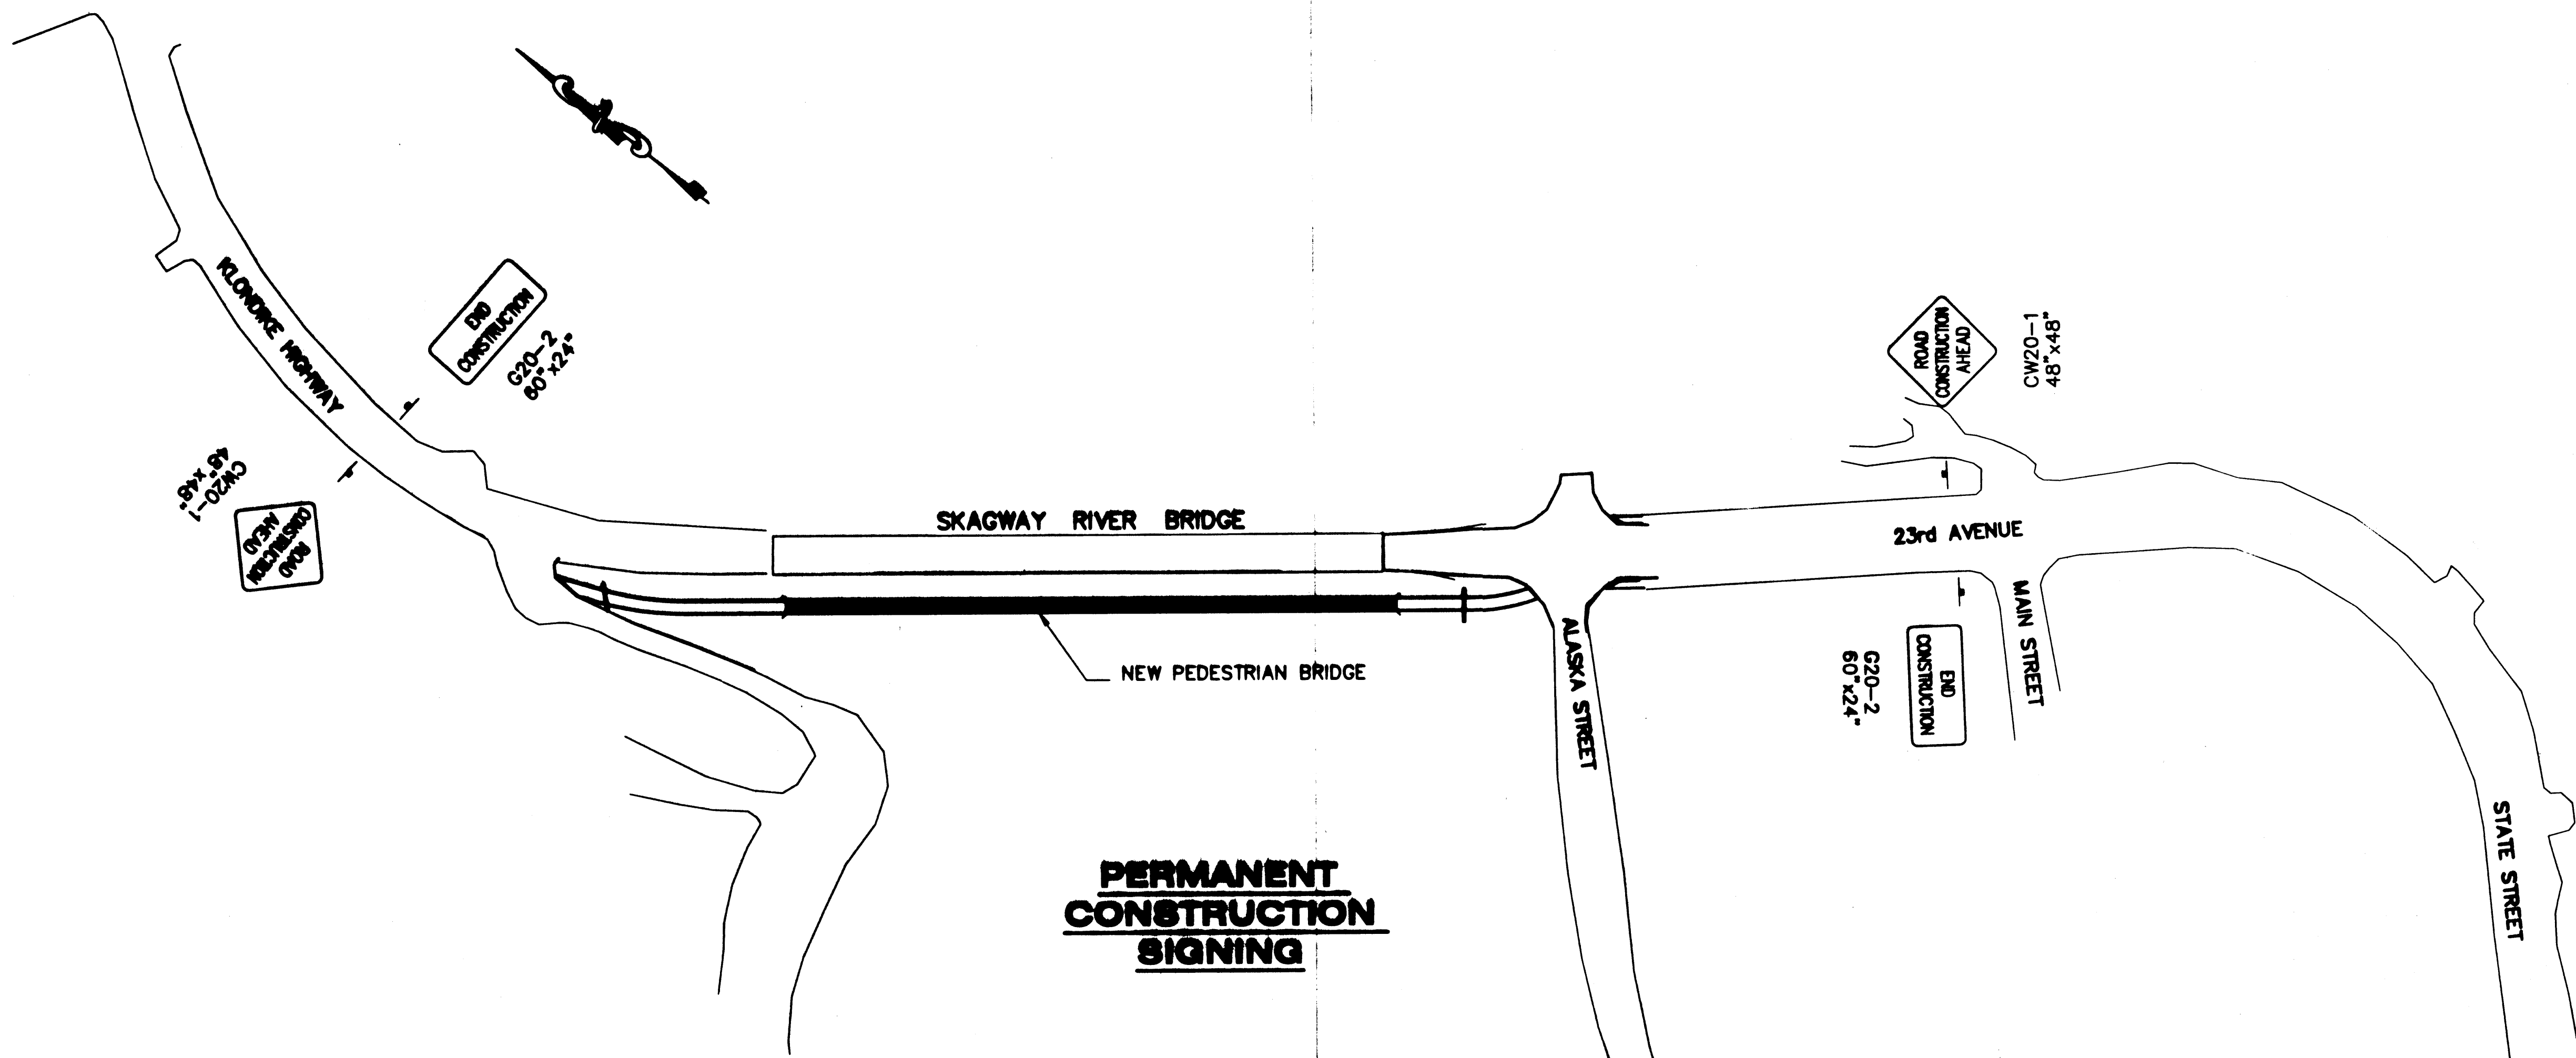 KLONDIKE HIGHWAY
END
CONSTRUCTION
G20-2
60"x24"
CW20-1
48"x48"
ROAD
CONSTRUCTION
AHEAD
SKAGWAY RIVER BRIDGE
NEW PEDESTRIAN BRIDGE
ALASKA STREET
ROAD
CONSTRUCTION
AHEAD
CW20-1
48"x48"
23rd AVENUE
MAIN STREET
END
CONSTRUCTION
G20-2
60"x24"
STATE STREET
PERMANENT
CONSTRUCTION
SIGNING